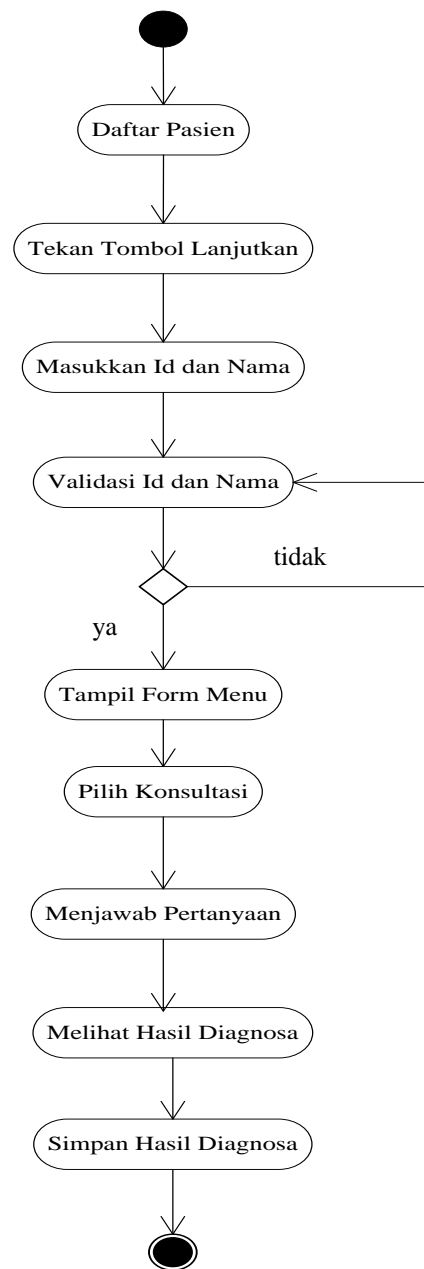 Daftar Pasien
Tekan Tombol Lanjutkan
Masukkan Id dan Nama
Validasi Id dan Nama
tidak
ya
Tampil Form Menu
Pilih Konsultasi
Menjawab Pertanyaan
Melihat Hasil Diagnosa
Simpan Hasil Diagnosa